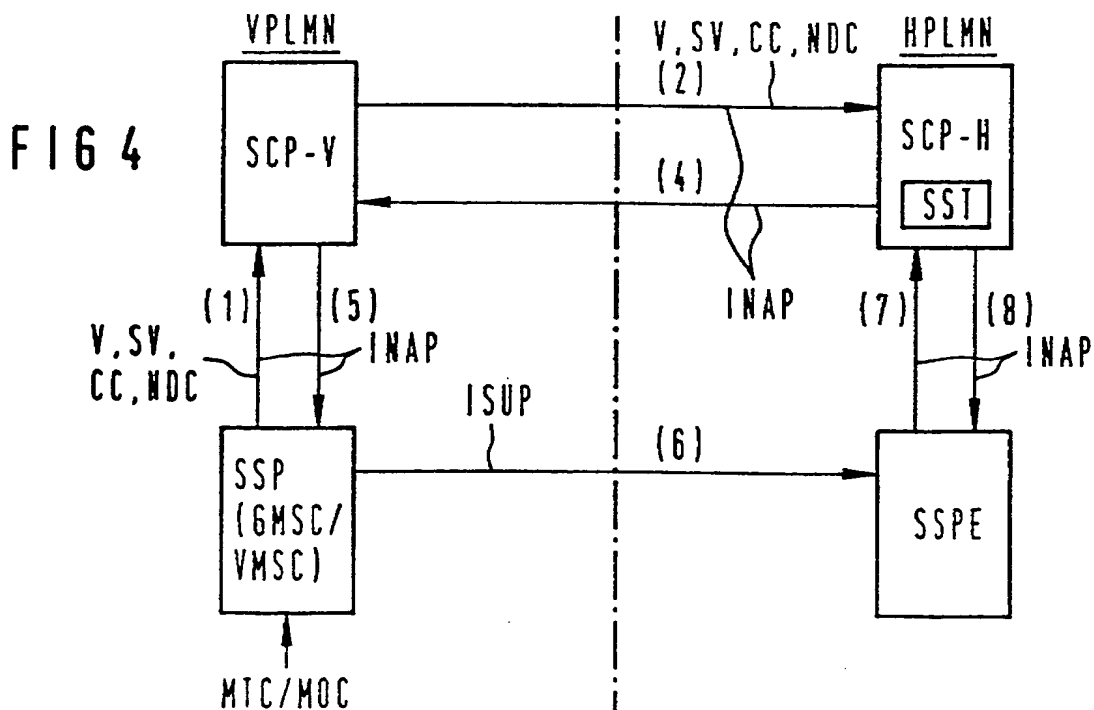 VPLMN
HPLMN
V, SV, CC, NDC
(2)
FIG 4
SCP-V
SCP-H
SST
(4)
INAP
(1)
(5)
INAP
V, SV,
CC, NDC
(7)
(8)
INAP
ISUP
(6)
SSP
(GMSC/
VMSC)
SSPE
MTC/MOC